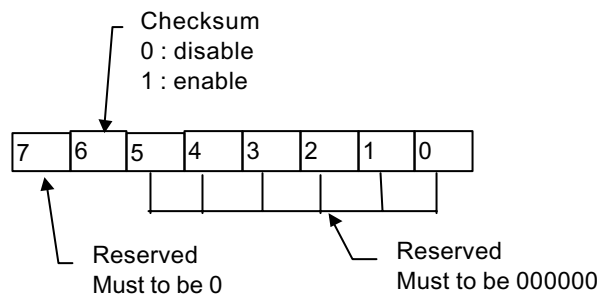 Checksum
0 : disable
1 : enable
7 6 5 4 3 2 1 0
Reserved
Must to be 0
Reserved
Must to be 000000